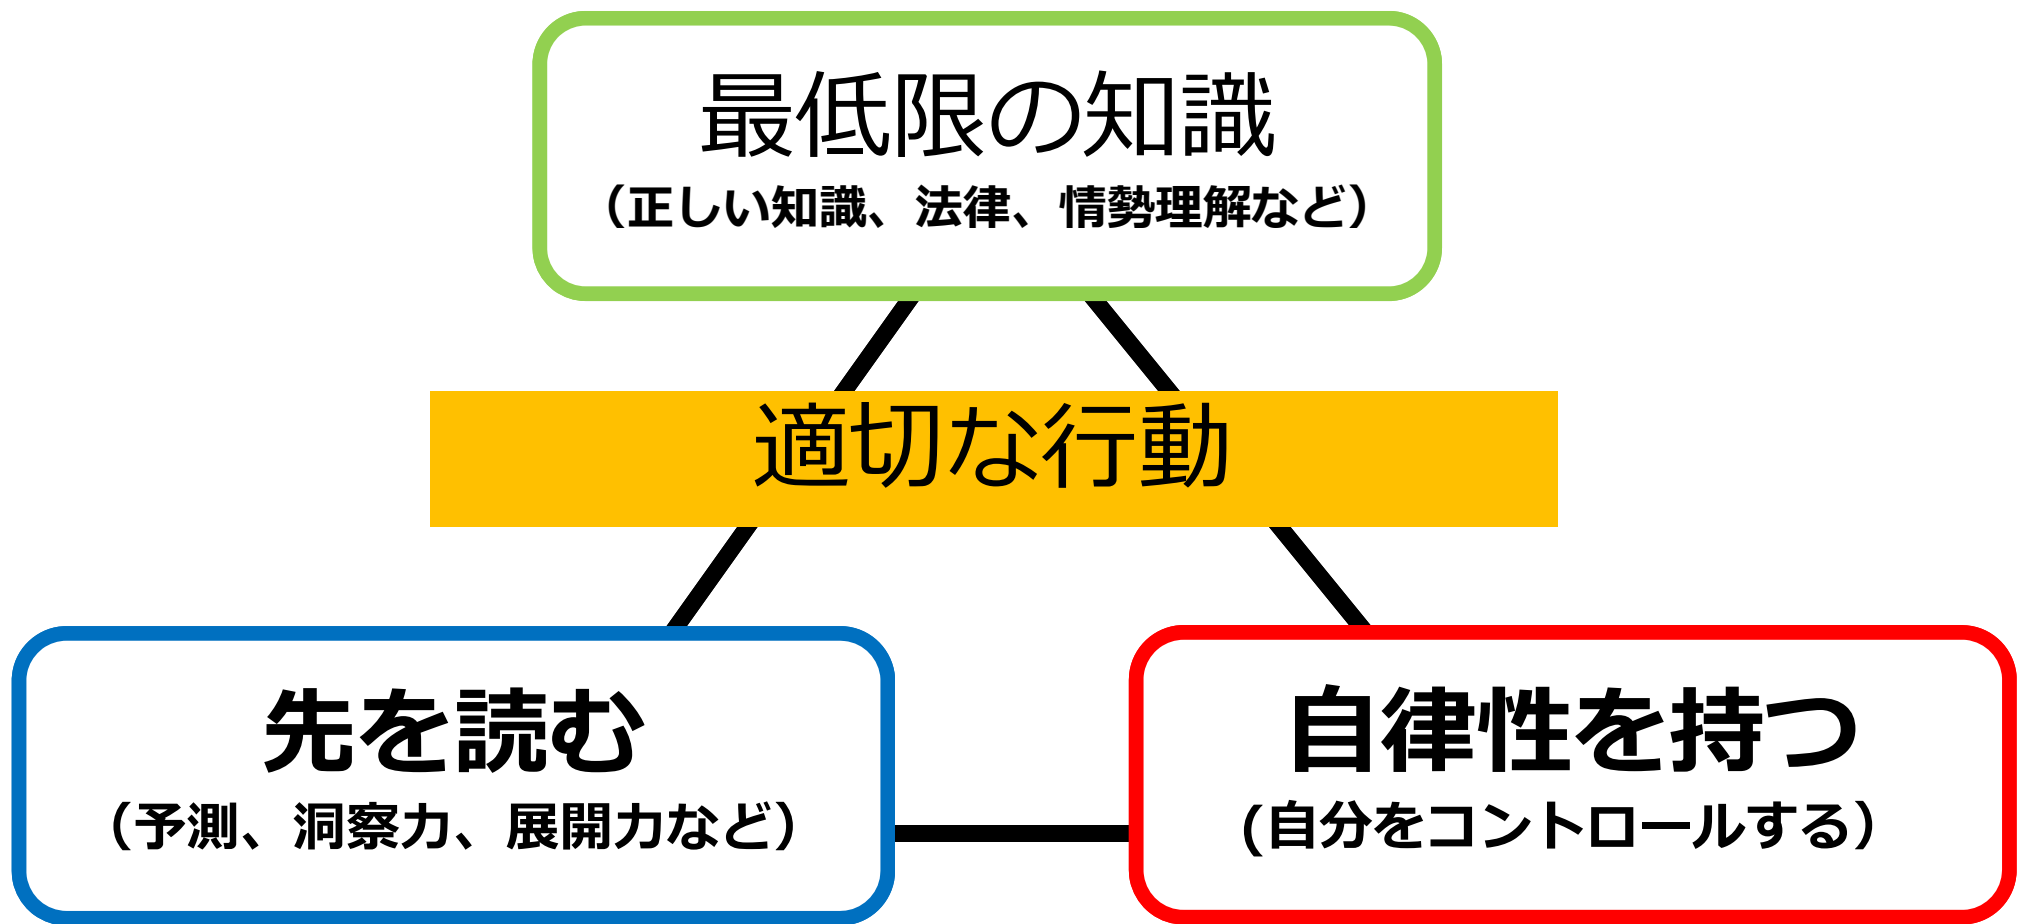 最低限の知識
（正しい知識、法律、情勢理解など）
適切な行動
先を読む
（予測、洞察力、展開力など）
自律性を持つ
(自分をコントロールする）